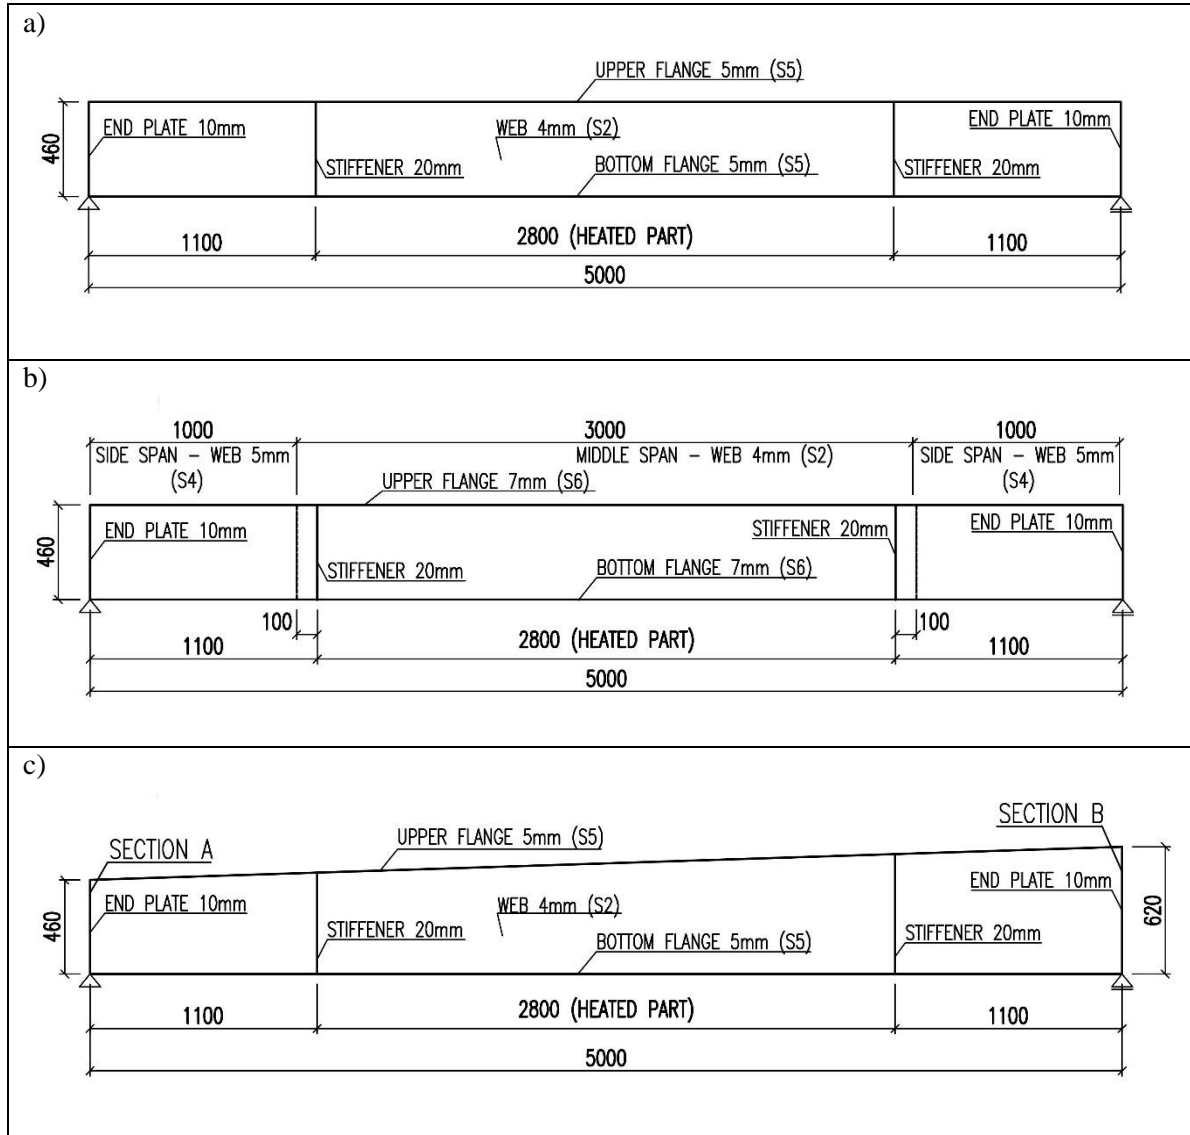 a)
UPPER FLANGE 5mm (S5)
END PLATE 10mm
WEB 4mm (S2)
END PLATE 10mm
460
STIFFENER 20mm
BOTTOM FLANGE 5mm (S5)
STIFFENER 20mm
1100
2800 (HEATED PART)
1100
5000
b)
1000
3000
1000
SIDE SPAN - WEB 5mm
(S4)
MIDDLE SPAN - WEB 4mm (S2)
SIDE SPAN - WEB 5mm
(S4)
UPPER FLANGE 7mm (S6)
END PLATE 10mm
STIFFENER 20mm
END PLATE 10mm
460
STIFFENER 20mm
BOTTOM FLANGE 7mm (S6)
100
100
1100
2800 (HEATED PART)
1100
5000
c)
SECTION A
UPPER FLANGE 5mm (S5)
SECTION B
END PLATE 10mm
WEB 4mm (S2)
END PLATE 10mm
460
620
STIFFENER 20mm
BOTTOM FLANGE 5mm (S5)
STIFFENER 20mm
1100
2800 (HEATED PART)
1100
5000